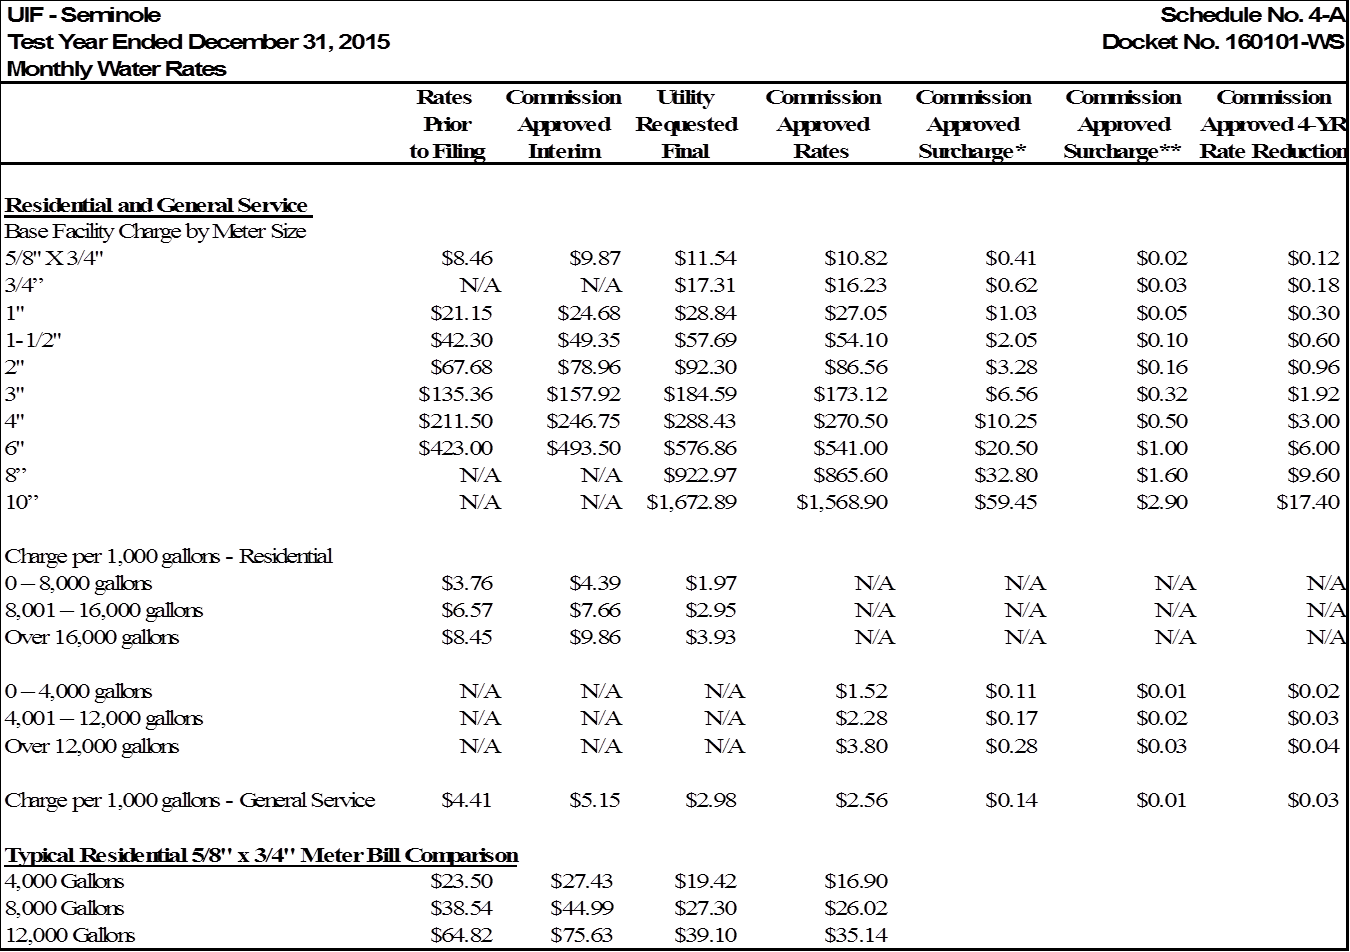 UIF - Seminole Schedule No. 4-A
Test Year Ended December 31, 2015 Docket No. 160101-WS
Monthly Water Rates
Rates Commission Utility Commission Commission Commission Commission
Prior Approved Requested Approved Approved Approved Approved 4-YR
to Filing Interim Final Rates Surcharge* Surcharge** Rate Reduction
Residential and General Service
Base Facility Charge by Meter Size
5/8" X 3/4" $8.46 $9.87 $11.54 $10.82 $0.41 $0.02 $0.12
3/4” N/A N/A $17.31 $16.23 $0.62 $0.03 $0.18
1" $21.15 $24.68 $28.84 $27.05 $1.03 $0.05 $0.30
1-1/2" $42.30 $49.35 $57.69 $54.10 $2.05 $0.10 $0.60
2" $67.68 $78.96 $92.30 $86.56 $3.28 $0.16 $0.96
3" $135.36 $157.92 $184.59 $173.12 $6.56 $0.32 $1.92
4" $211.50 $246.75 $288.43 $270.50 $10.25 $0.50 $3.00
6" $423.00 $493.50 $576.86 $541.00 $20.50 $1.00 $6.00
8” N/A N/A $922.97 $865.60 $32.80 $1.60 $9.60
10” N/A N/A $1,672.89 $1,568.90 $59.45 $2.90 $17.40
Charge per 1,000 gallons - Residential
0 – 8,000 gallons $3.76 $4.39 $1.97 N/A N/A N/A N/A
8,001 – 16,000 gallons $6.57 $7.66 $2.95 N/A N/A N/A N/A
Over 16,000 gallons $8.45 $9.86 $3.93 N/A N/A N/A N/A
0 – 4,000 gallons N/A N/A N/A $1.52 $0.11 $0.01 $0.02
4,001 – 12,000 gallons N/A N/A N/A $2.28 $0.17 $0.02 $0.03
Over 12,000 gallons N/A N/A N/A $3.80 $0.28 $0.03 $0.04
Charge per 1,000 gallons - General Service $4.41 $5.15 $2.98 $2.56 $0.14 $0.01 $0.03
Typical Residential 5/8" x 3/4" Meter Bill Comparison
4,000 Gallons $23.50 $27.43 $19.42 $16.90
8,000 Gallons $38.54 $44.99 $27.30 $26.02
12,000 Gallons $64.82 $75.63 $39.10 $35.14